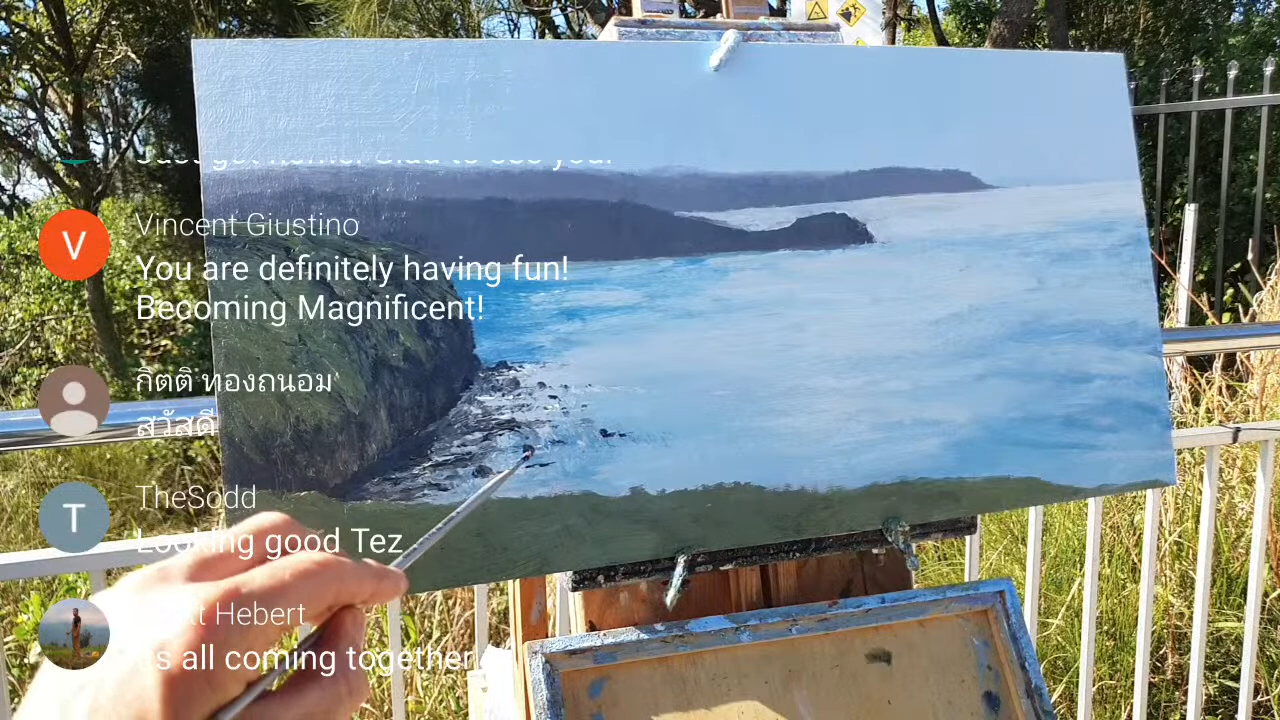 Vincent Giustino
You are definitely having fun!
Becoming Magnificent!
กิตติ ทองถนอม
สวัสดี
V
TheSodd
Looking good Tez
T
Hebert
all coming together